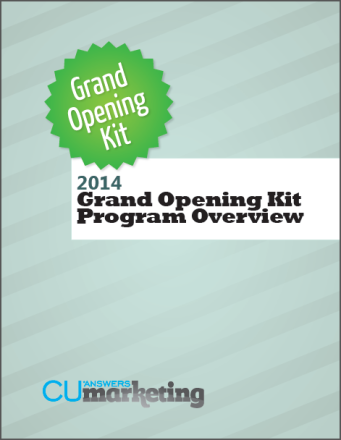 Grand
Opening
Kit
2014
Grand Opening Kit
Program Overview
CU*ANSWERS
marketing